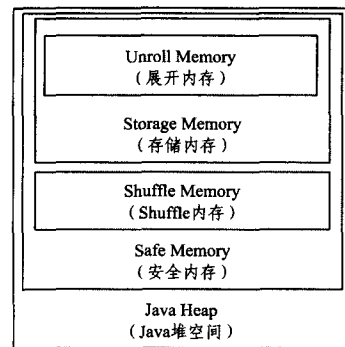 Unroll Memory
（展开内存）
Storage Memory
（存储内存）
Shuffle Memory
（Shuffle内存）
Safe Memory
（安全内存）
Java Heap
（Java堆空间）